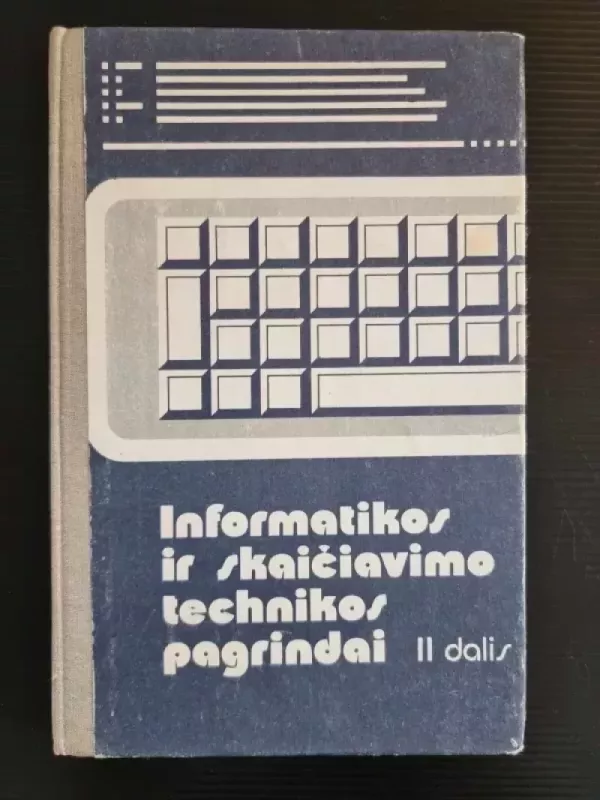 Informatikos
ir skaičiavimo
technikos
pagrindai II dalis